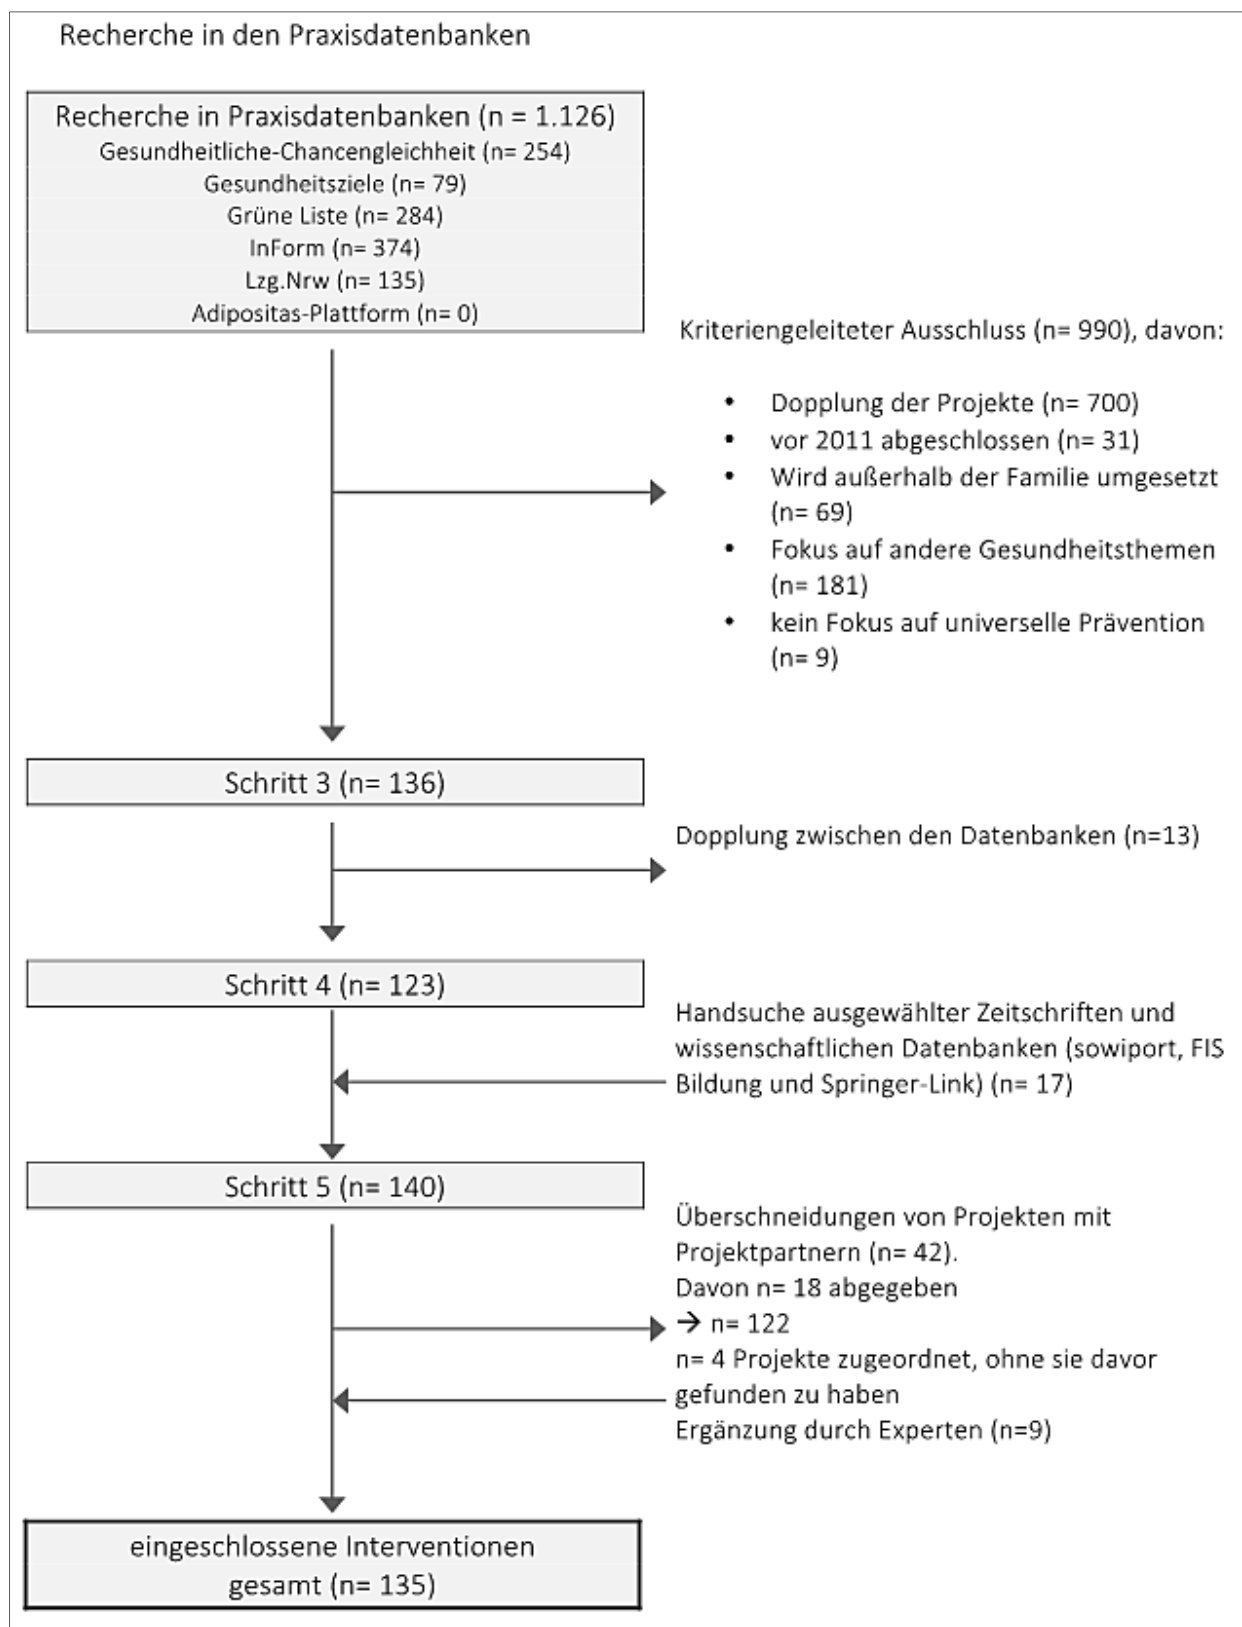 Recherche in den Praxisdatenbanken
Recherche in Praxisdatenbanken (n = 1.126)
Gesundheitliche-Chancengleichheit (n= 254)
Gesundheitsziele (n= 79)
Grüne Liste (n= 284)
InForm (n= 374)
Lzg.Nrw (n= 135)
Adipositas-Plattform (n= 0)
Kriteriengeleiteter Ausschluss (n= 990), davon:
• Dopplung der Projekte (n= 700)
• vor 2011 abgeschlossen (n= 31)
• Wird außerhalb der Familie umgesetzt
(n= 69)
• Fokus auf andere Gesundheitsthemen
(n= 181)
• kein Fokus auf universelle Prävention
(n= 9)
Schritt 3 (n= 136)
Dopplung zwischen den Datenbanken (n=13)
Schritt 4 (n= 123)
Handsuche ausgewählter Zeitschriften und
wissenschaftlichen Datenbanken (sowiport, FIS
Bildung und Springer-Link) (n= 17)
Schritt 5 (n= 140)
Überschneidungen von Projekten mit
Projektpartnern (n= 42).
Davon n= 18 abgegeben
→ n= 122
n= 4 Projekte zugeordnet, ohne sie davor
gefunden zu haben
Ergänzung durch Experten (n=9)
eingeschlossene Interventionen
gesamt (n= 135)